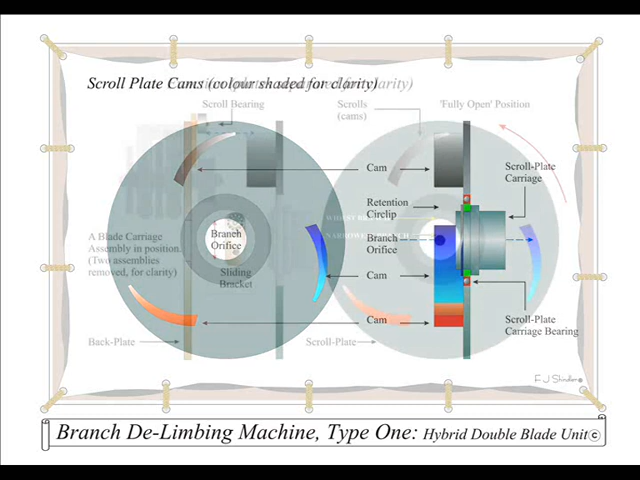 Scroll Plate Cams (colour shaded for clarity)
Scroll Bearing
Scrolls
(cams)
'Fully Open' Position
Cam
Scroll-Plate
Carriage
Retention
Circlip
Branch
Orifice
A Blade Carriage
Assembly in position.
(Two assemblies
removed, for clarity)
Branch
Orifice
Sliding
Bracket
Cam
Cam
Scroll-Plate
Carriage Bearing
Back-Plate
Scroll-Plate
F J Shindler
Branch De-Limbing Machine, Type One: Hybrid Double Blade Unit©